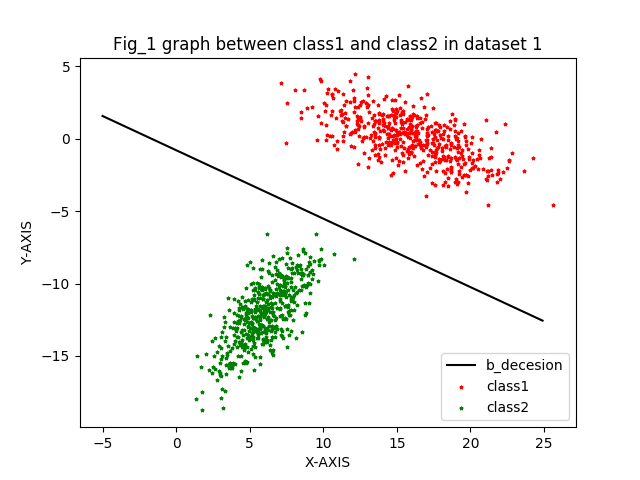 Fig_1 graph between class1 and class2 in dataset 1
5
0
−5
−10
−15
Y-AXIS
−5
0
5
10
15
20
25
X-AXIS
b_decesion
class1
class2